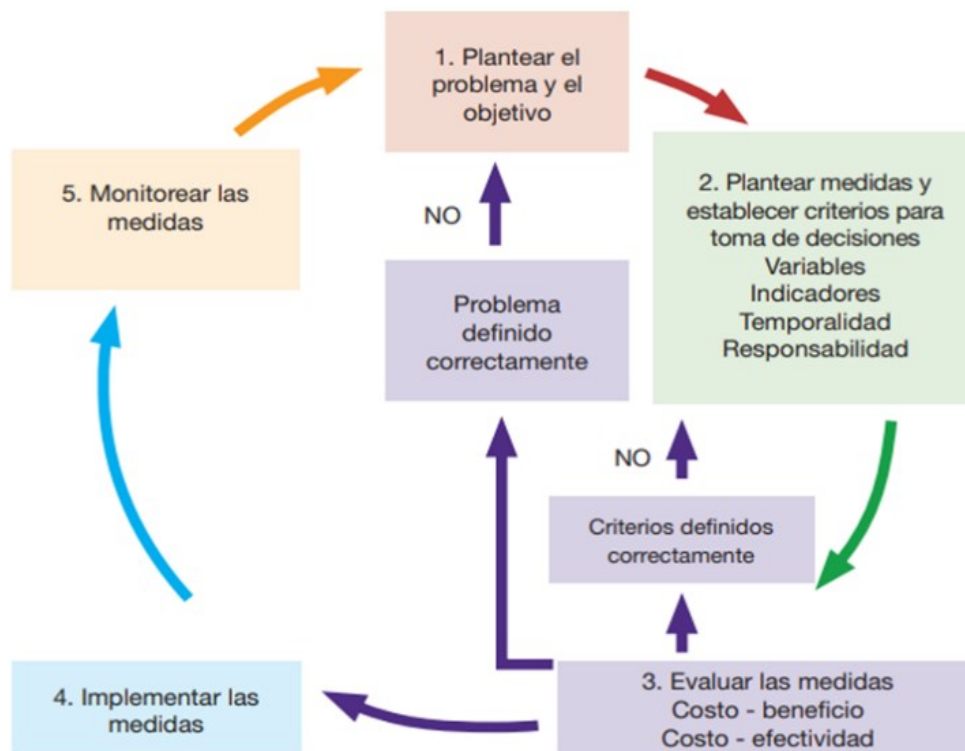 1. Plantear el
problema y el
objetivo
2. Plantear medidas y
establecer criterios para
toma de decisiones
Variables
Indicadores
Temporalidad
Responsabilidad
5. Monitorear las
medidas
NO
Problema
definido
correctamente
NO
Criterios definidos
correctamente
3. Evaluar las medidas
Costo - beneficio
Costo - efectividad
4. Implementar las
medidas